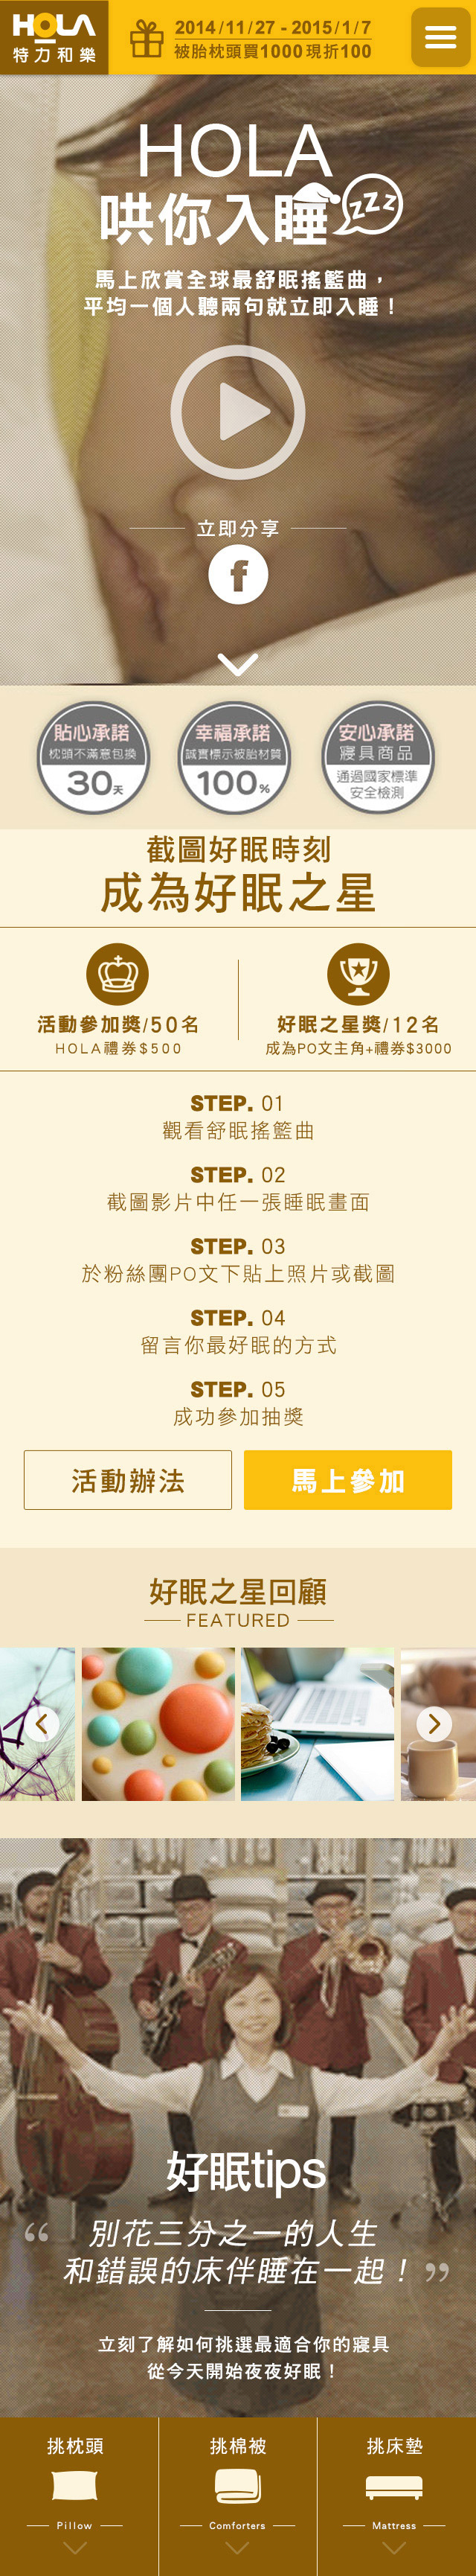 HOLA
特力和樂
2014/11/27 - 2015/1/7
被胎枕頭買1000現折100
HOLA
哄你入睡
zzz
馬上欣賞全球最舒眠搖籃曲，
平均一個人聽兩句就立即入睡！
立即分享
f
貼心承諾
枕頭不滿意包換
30天
幸福承諾
誠實標示被胎材質
100%
安心承諾
寢具商品
通過國家標準
安全檢測
截圖好眠時刻
成為好眠之星
活動參加獎/50名
HOLA禮券$500
好眠之星獎/12名
成為PO文主角+禮券$3000
STEP. 01
觀看舒眠搖籃曲
STEP. 02
截圖影片中任一張睡眠畫面
STEP. 03
於粉絲團PO文下貼上照片或截圖
STEP. 04
留言你最好眠的方式
STEP. 05
成功參加抽獎
活動辦法
馬上參加
好眠之星回顧
FEATURED
好眠tips
“ 別花三分之一的人生
和錯誤的床伴睡在一起！ ”
立刻了解如何挑選最適合你的寢具
從今天開始夜夜好眠！
挑枕頭
Pillow
挑棉被
Comforters
挑床墊
Mattress